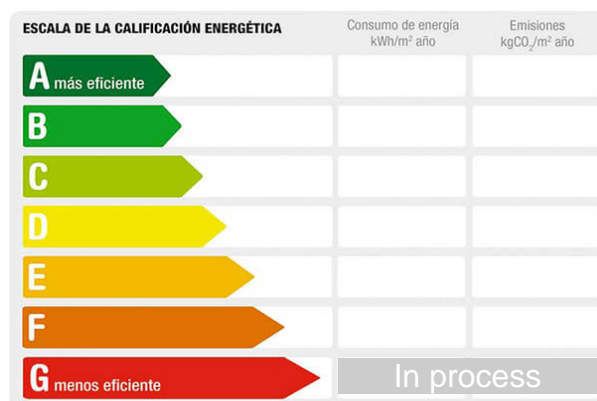 ESCALA DE LA CALIFICACIÓN ENERGÉTICA
Consumo de energía
kWh/m² año
Emisiones
kgCO₂/m² año
A más eficiente
B
C
D
E
F
G menos eficiente
In process